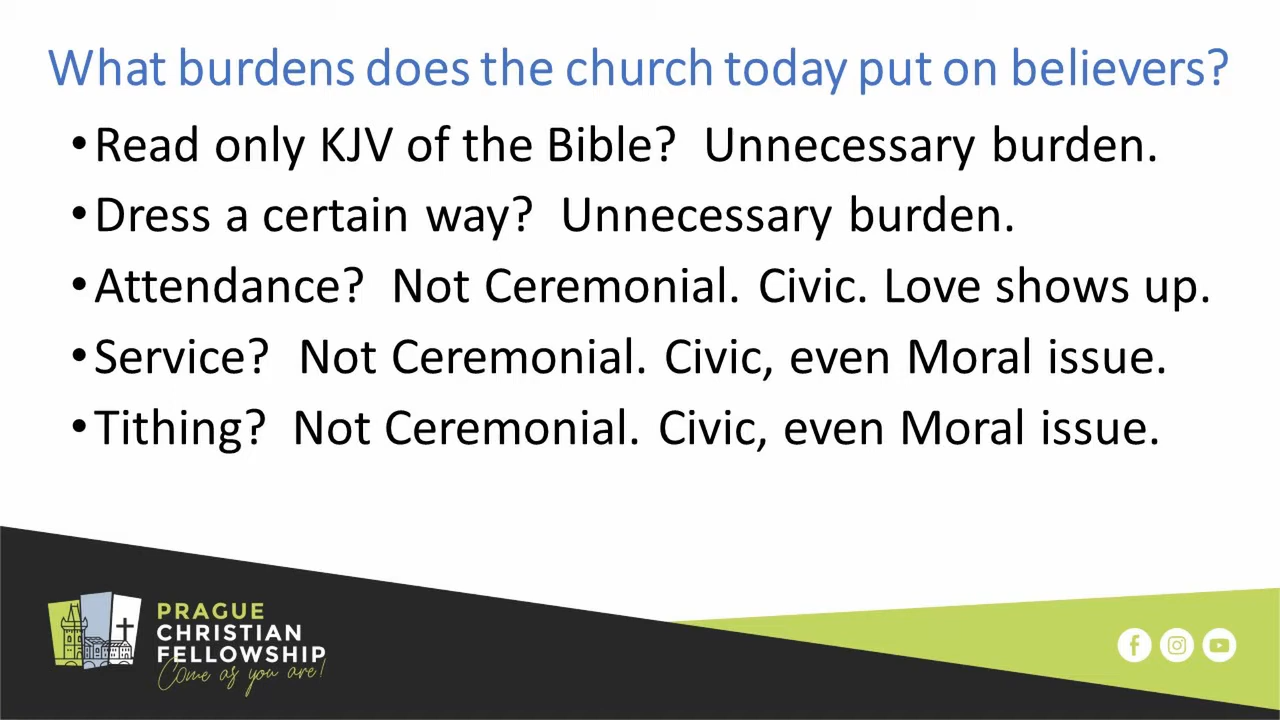 What burdens does the church today put on believers?
•Read only KJV of the Bible?  Unnecessary burden.
•Dress a certain way?  Unnecessary burden.
•Attendance?  Not Ceremonial. Civic. Love shows up.
•Service?  Not Ceremonial. Civic, even Moral issue.
•Tithing?  Not Ceremonial. Civic, even Moral issue.
PRAGUE
CHRISTIAN
FELLOWSHIP
Come as you are!